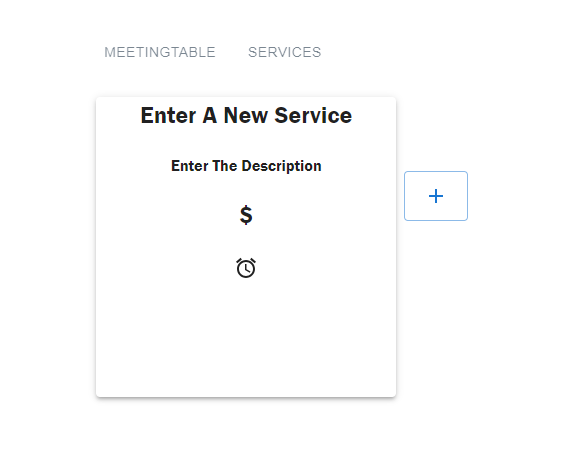 MEETINGTABLE SERVICES
Enter A New Service
Enter The Description
$
+